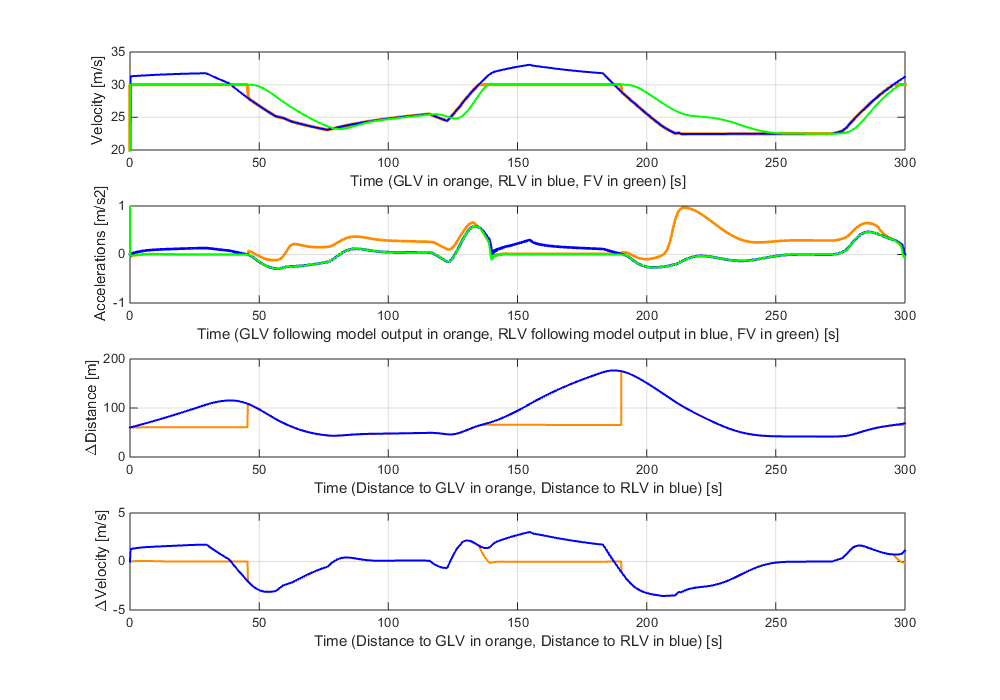 35
30
25
20
Velocity [m/s]
0 50 100 150 200 250 300
Time (GLV in orange, RLV in blue, FV in green) [s]
1
0
-1
Accelerations [m/s2]
0 50 100 150 200 250 300
Time (GLV following model output in orange, RLV following model output in blue, FV in green) [s]
200
100
0
ΔDistance [m]
0 50 100 150 200 250 300
Time (Distance to GLV in orange, Distance to RLV in blue) [s]
5
0
-5
ΔVelocity [m/s]
0 50 100 150 200 250 300
Time (Distance to GLV in orange, Distance to RLV in blue) [s]